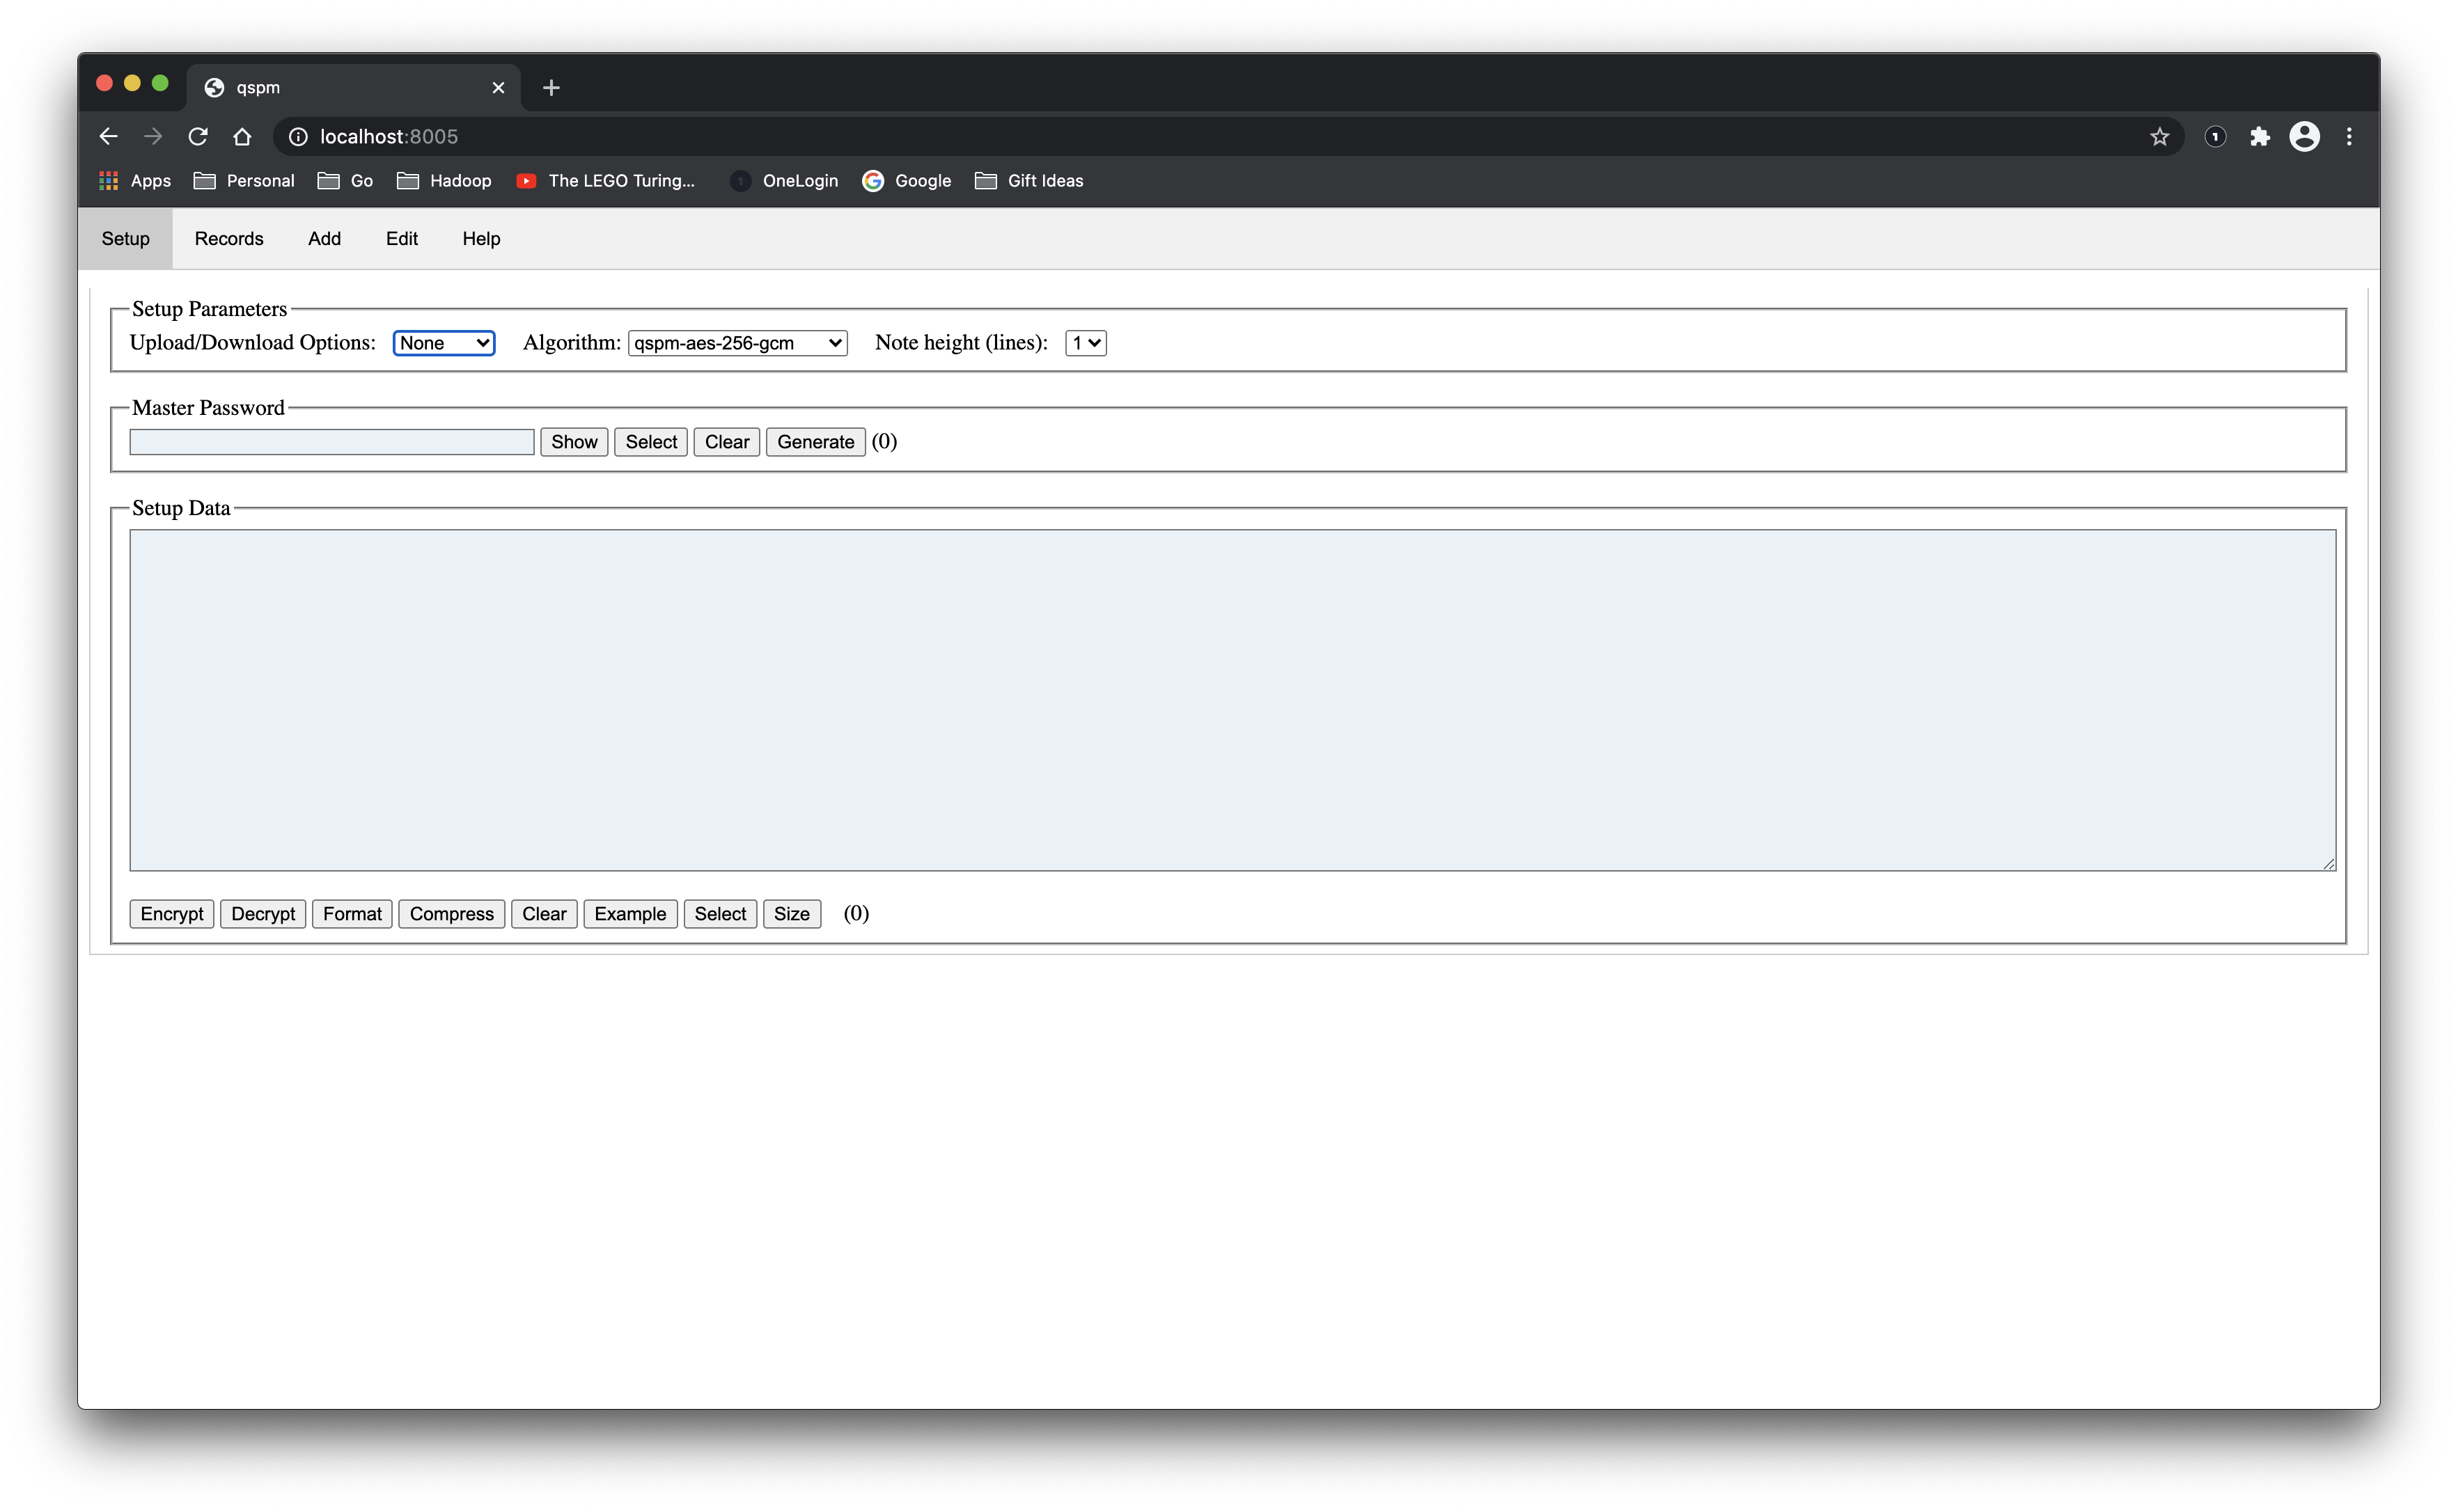 qspm
localhost:8005
Apps Personal Go Hadoop The LEGO Turing... OneLogin Google Gift Ideas
Setup Records Add Edit Help
Setup Parameters
Upload/Download Options: None Algorithm: qspm-aes-256-gcm Note height (lines): 1
Master Password
Show Select Clear Generate (0)
Setup Data
Encrypt Decrypt Format Compress Clear Example Select Size (0)